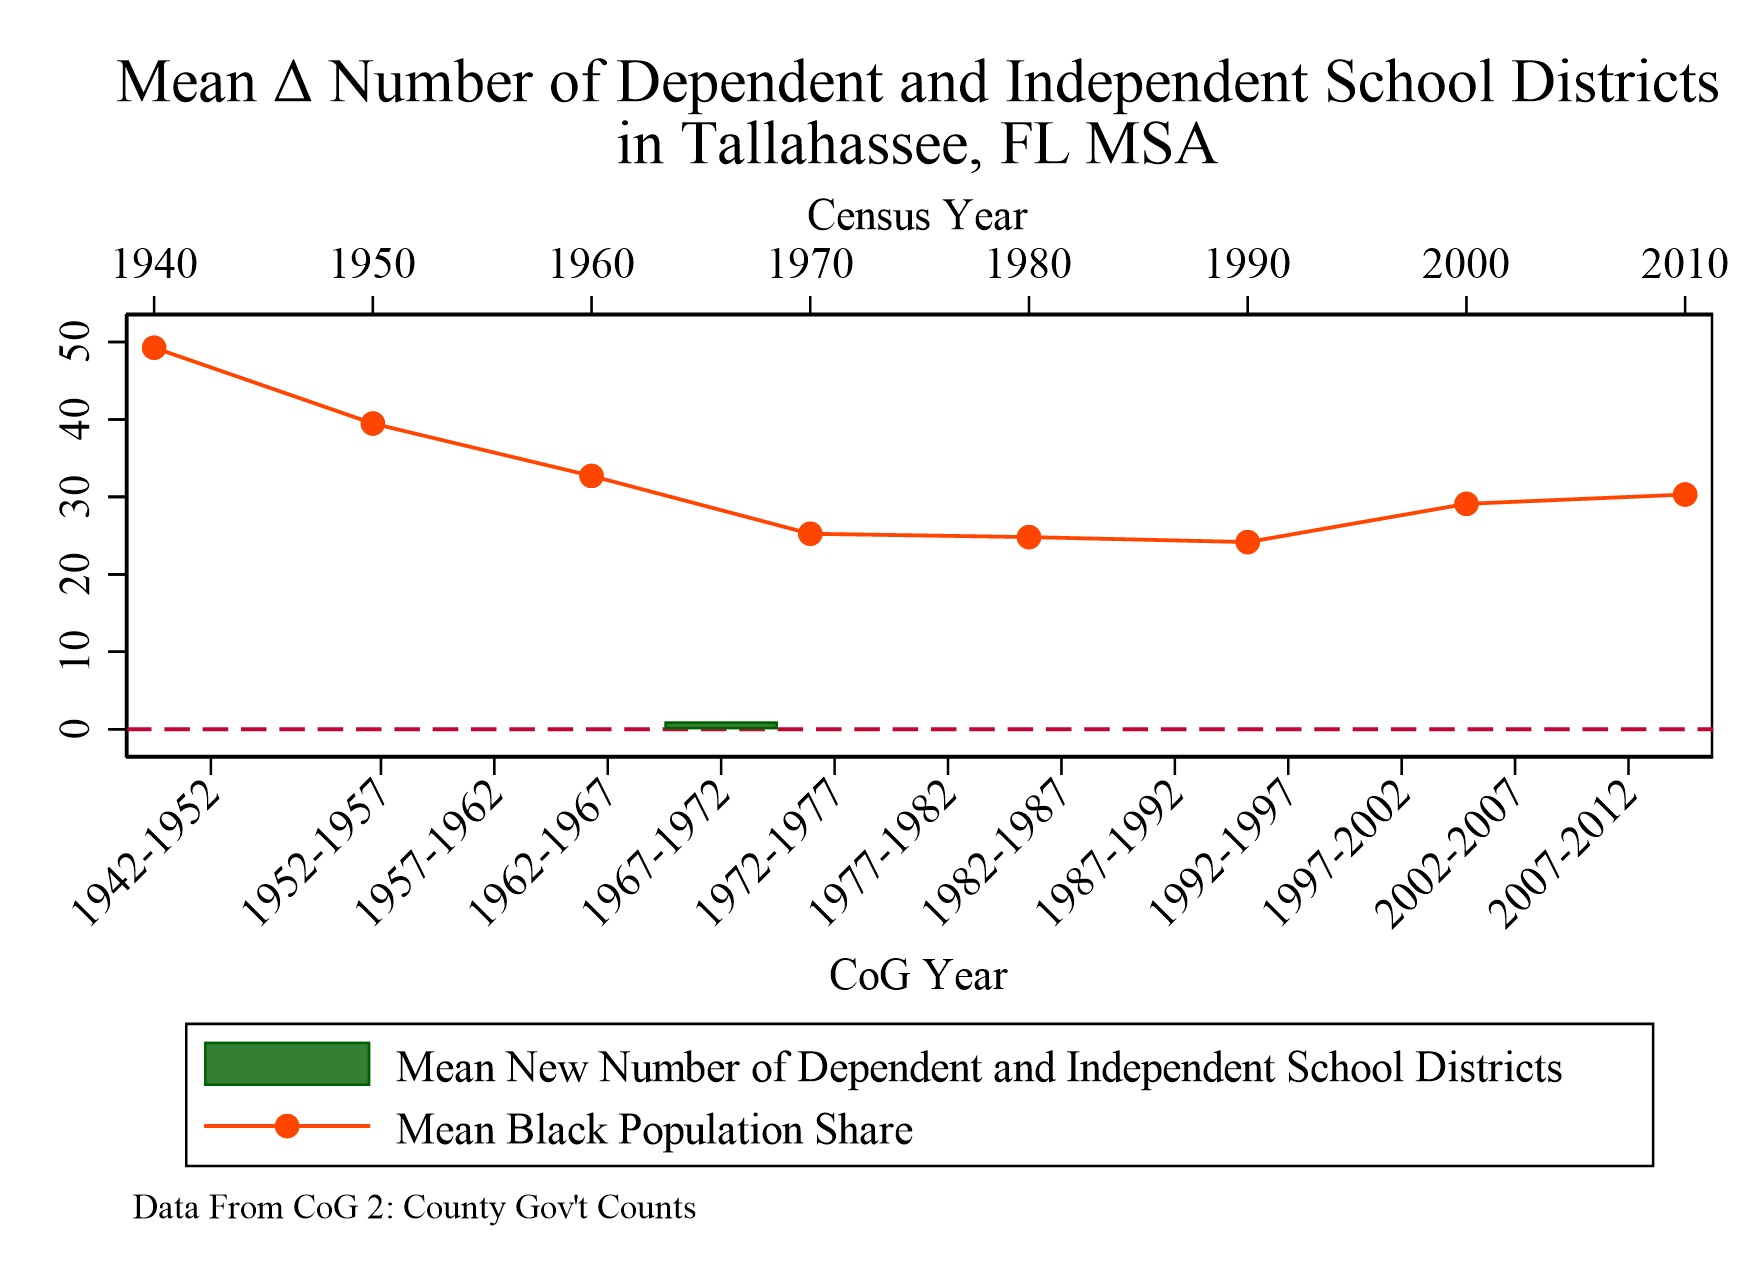 Mean Δ Number of Dependent and Independent School Districts
in Tallahassee, FL MSA
Census Year
1940 1950 1960 1970 1980 1990 2000 2010
50
40
30
20
10
0
1942-1952 1952-1957 1957-1962 1962-1967 1967-1972 1972-1977 1977-1982 1982-1987 1987-1992 1992-1997 1997-2002 2002-2007 2007-2012
CoG Year
Mean New Number of Dependent and Independent School Districts
Mean Black Population Share
Data From CoG 2: County Gov't Counts